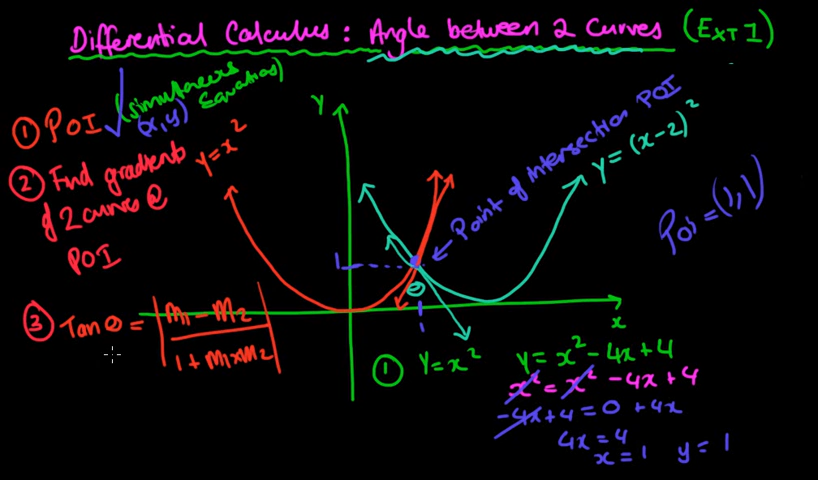 Differential Calculus : Angle between 2 Curves (EXT 1)
① POI
(simultaneous Equations)
(x,y)
② Find gradients
of 2 curves @
POI
③ Tan θ = |m₁ - m₂ / 1 + m₁×m₂|
y=x²
Y
Point of intersection POI
y=(x-2)²
POI=(1,1)
1
θ
1
x
① y=x²
y=x²-4x+4
x²=x²-4x+4
-4x+4=0+4x
4x=4
x=1 y=1